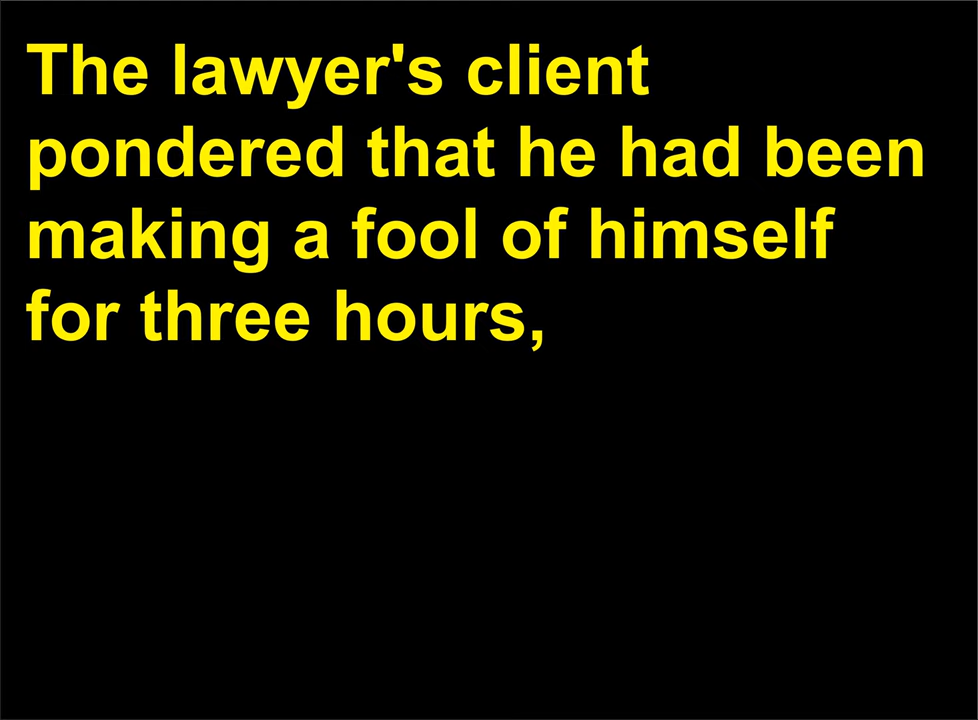 The lawyer's client
pondered that he had been
making a fool of himself
for three hours,